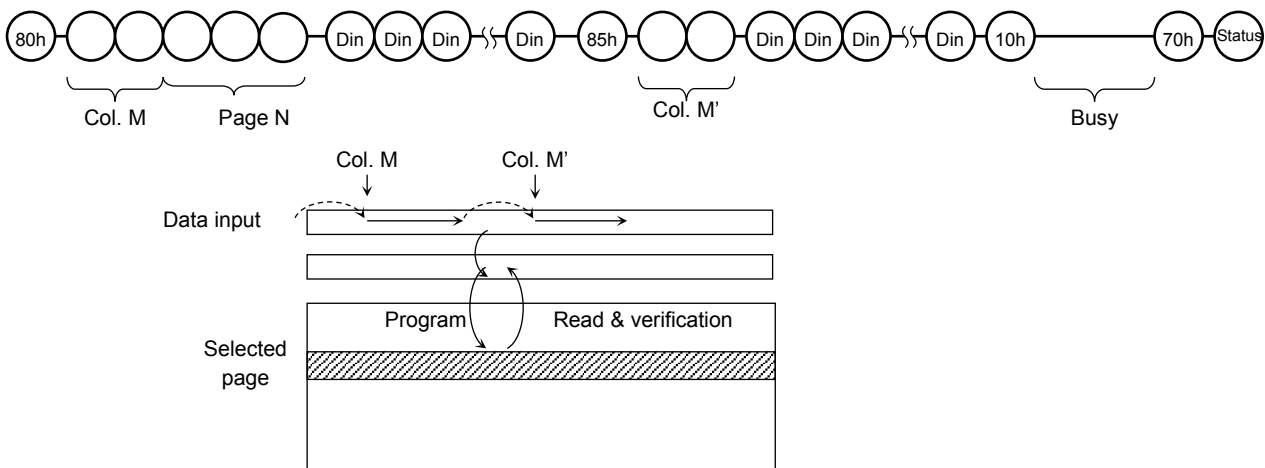 80h Din Din Din Din 85h Din Din Din Din 10h 70h Status
Col. M Page N Col. M’ Busy
Col. M Col. M’
Data input
Program Read & verification
Selected
page